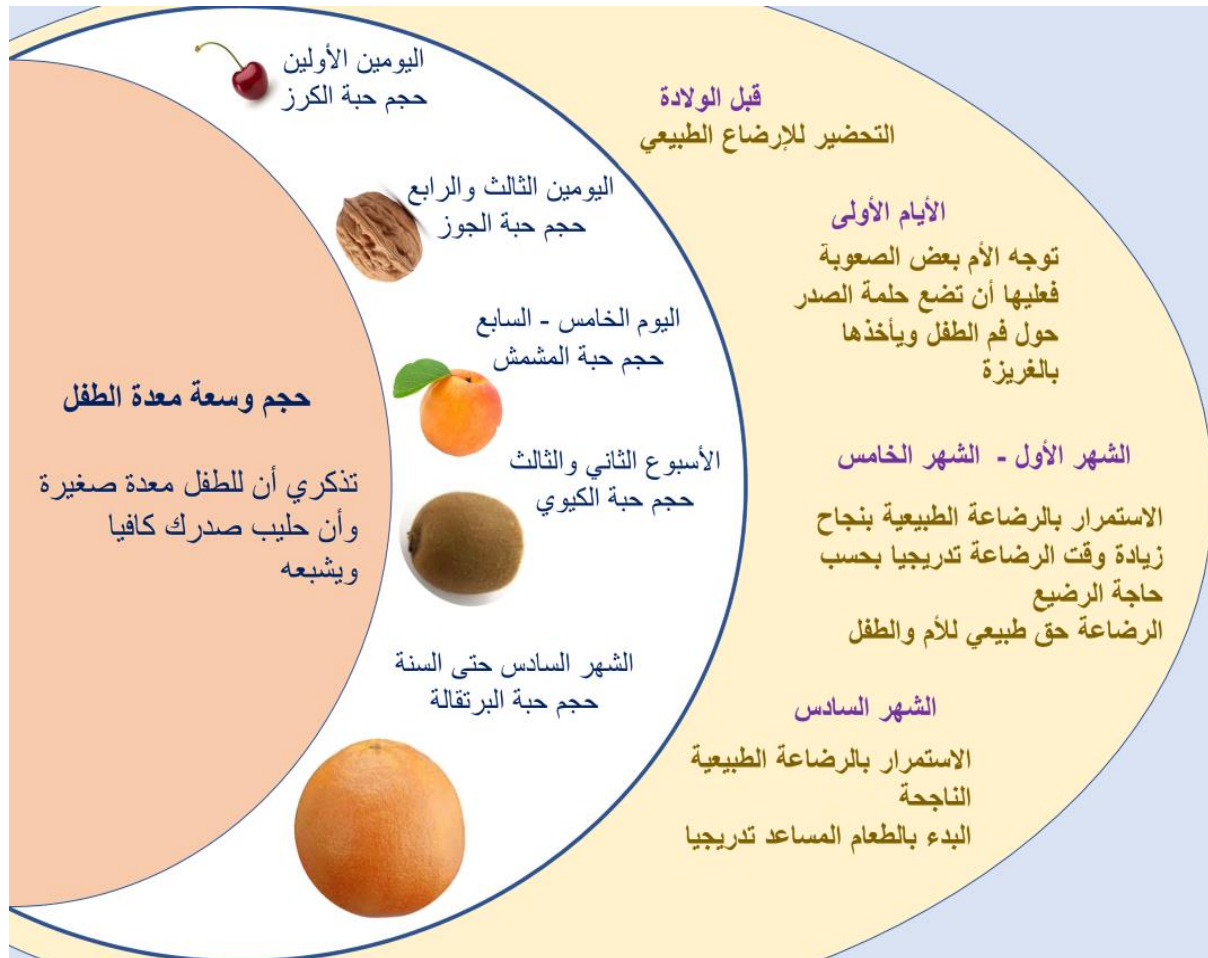 قبل الولادة
التحضير للإرضاع الطبيعي
الأيام الأولى
توجه الأم بعض الصعوبة
فعليها أن تضع حلمة الصدر
حول فم الطفل ويأخذها
بالغريزة
الشهر الأول - الشهر الخامس
الاستمرار بالرضاعة الطبيعية بنجاح
زيادة وقت الرضاعة تدريجيا بحسب
حاجة الرضيع
الرضاعة حق طبيعي للأم والطفل
الشهر السادس
الاستمرار بالرضاعة الطبيعية
الناجحة
البدء بالطعام المساعد تدريجيا
اليومين الأولين
حجم حبة الكرز
اليومين الثالث والرابع
حجم حبة الجوز
اليوم الخامس - السابع
حجم حبة المشمش
الأسبوع الثاني والثالث
حجم حبة الكيوي
الشهر السادس حتى السنة
حجم حبة البرتقالة
حجم وسعة معدة الطفل
تذكري أن للطفل معدة صغيرة
وأن حليب صدرك كافيا
ويشبعه